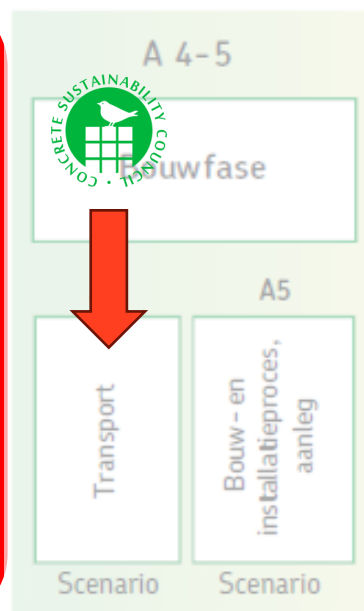 A 4-5
CONCRETE SUSTAINABILITY COUNCIL
Bouwfase
A5
Transport
Bouw- en
installatieproces,
aanleg
Scenario
Scenario